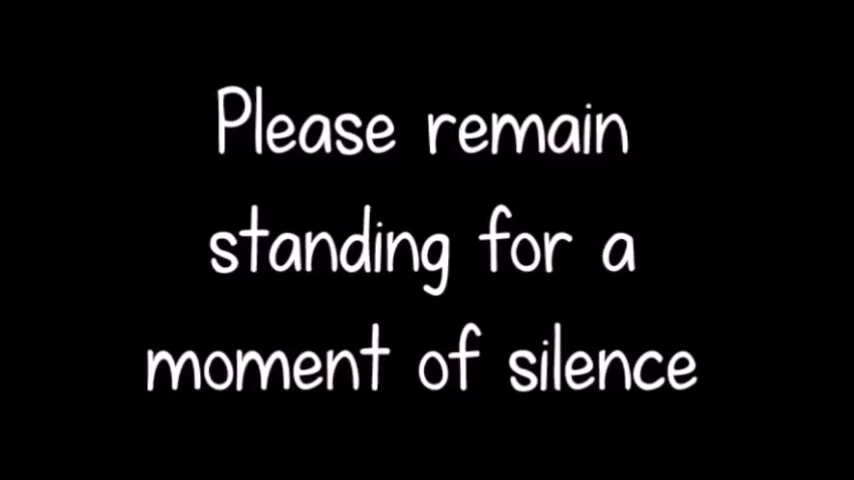 Please remain
standing for a
moment of silence